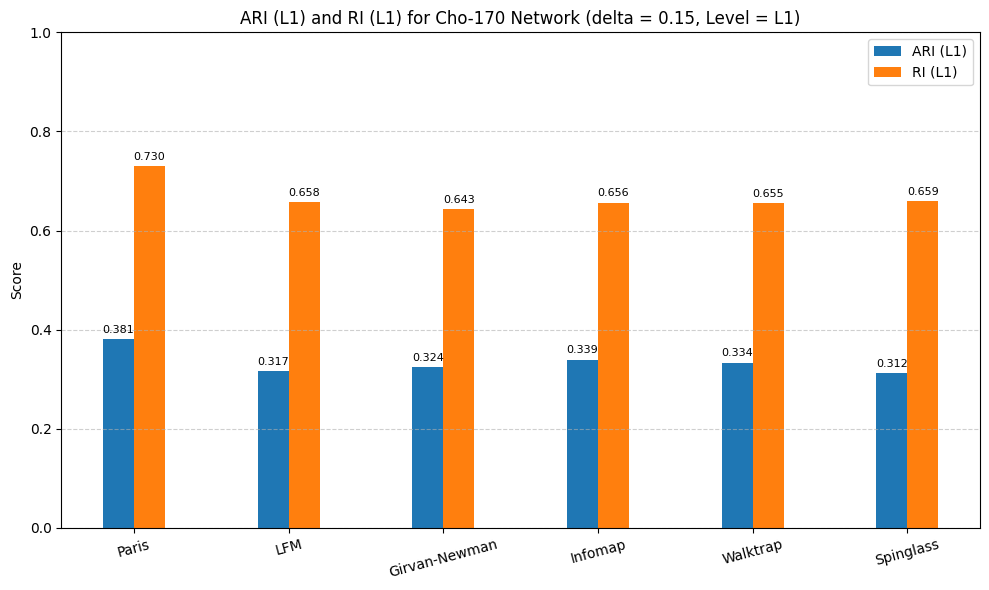 ARI (L1) and RI (L1) for Cho-170 Network (delta = 0.15, Level = L1)
ARI (L1)
RI (L1)
Score
1.0
0.8
0.6
0.4
0.2
0.0
0.381
0.730
0.317
0.658
0.324
0.643
0.339
0.656
0.334
0.655
0.312
0.659
Paris
LFM
Girvan-Newman
Infomap
Walktrap
Spinglass